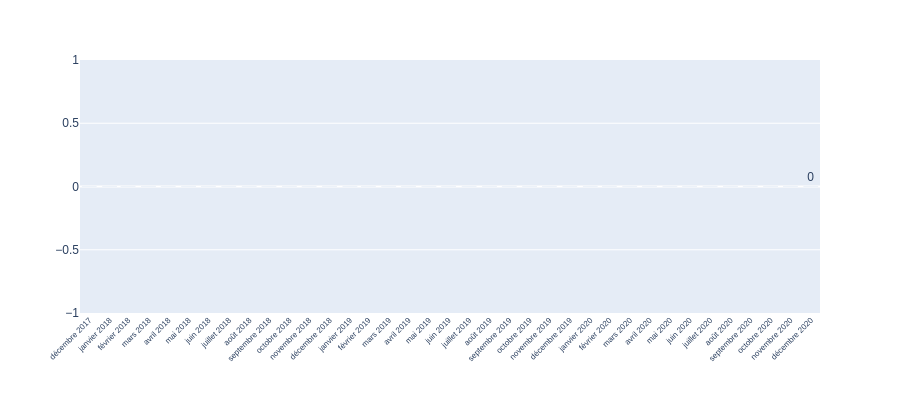 1
0.5
0
0
−0.5
−1
décembre 2017
janvier 2018
février 2018
mars 2018
avril 2018
mai 2018
juin 2018
juillet 2018
août 2018
septembre 2018
octobre 2018
novembre 2018
décembre 2018
janvier 2019
février 2019
mars 2019
avril 2019
mai 2019
juin 2019
juillet 2019
août 2019
septembre 2019
octobre 2019
novembre 2019
décembre 2019
janvier 2020
février 2020
mars 2020
avril 2020
mai 2020
juin 2020
juillet 2020
août 2020
septembre 2020
octobre 2020
novembre 2020
décembre 2020